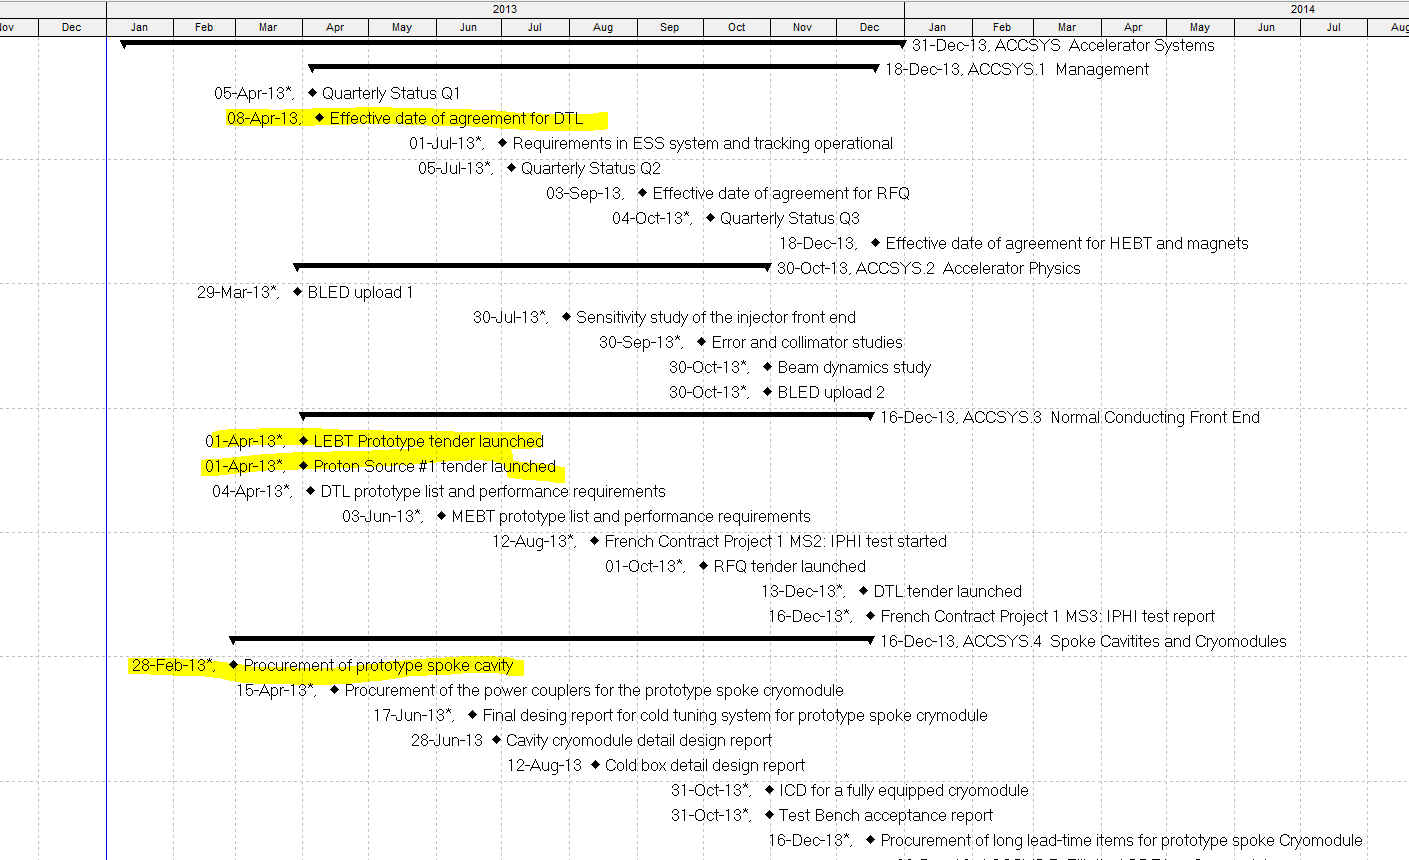 2013 2014
Nov Dec Jan Feb Mar Apr May Jun Jul Aug Sep Oct Nov Dec Jan Feb Mar Apr May Jun Jul Aug
31-Dec-13, ACCSYS Accelerator Systems
18-Dec-13, ACCSYS.1 Management
05-Apr-13*, Quarterly Status Q1
08-Apr-13, Effective date of agreement for DTL
01-Jul-13*, Requirements in ESS system and tracking operational
05-Jul-13*, Quarterly Status Q2
03-Sep-13, Effective date of agreement for RFQ
04-Oct-13*, Quarterly Status Q3
18-Dec-13, Effective date of agreement for HEBT and magnets
30-Oct-13, ACCSYS.2 Accelerator Physics
29-Mar-13*, BLED upload 1
30-Jul-13*, Sensitivity study of the injector front end
30-Sep-13*, Error and collimator studies
30-Oct-13*, Beam dynamics study
30-Oct-13*, BLED upload 2
16-Dec-13, ACCSYS.3 Normal Conducting Front End
01-Apr-13*, LEBT Prototype tender launched
01-Apr-13*, Proton Source #1 tender launched
04-Apr-13*, DTL prototype list and performance requirements
03-Jun-13*, MEBT prototype list and performance requirements
12-Aug-13*, French Contract Project 1 MS2: IPHI test started
01-Oct-13*, RFQ tender launched
13-Dec-13*, DTL tender launched
16-Dec-13*, French Contract Project 1 MS3: IPHI test report
16-Dec-13, ACCSYS.4 Spoke Cavitites and Cryomodules
28-Feb-13*, Procurement of prototype spoke cavity
15-Apr-13*, Procurement of the power couplers for the prototype spoke cryomodule
17-Jun-13*, Final desing report for cold tuning system for prototype spoke crymodule
28-Jun-13 Cavity cryomodule detail design report
12-Aug-13 Cold box detail design report
31-Oct-13*, ICD for a fully equipped cryomodule
31-Oct-13*, Test Bench acceptance report
16-Dec-13*, Procurement of long lead-time items for prototype spoke Cryomodule